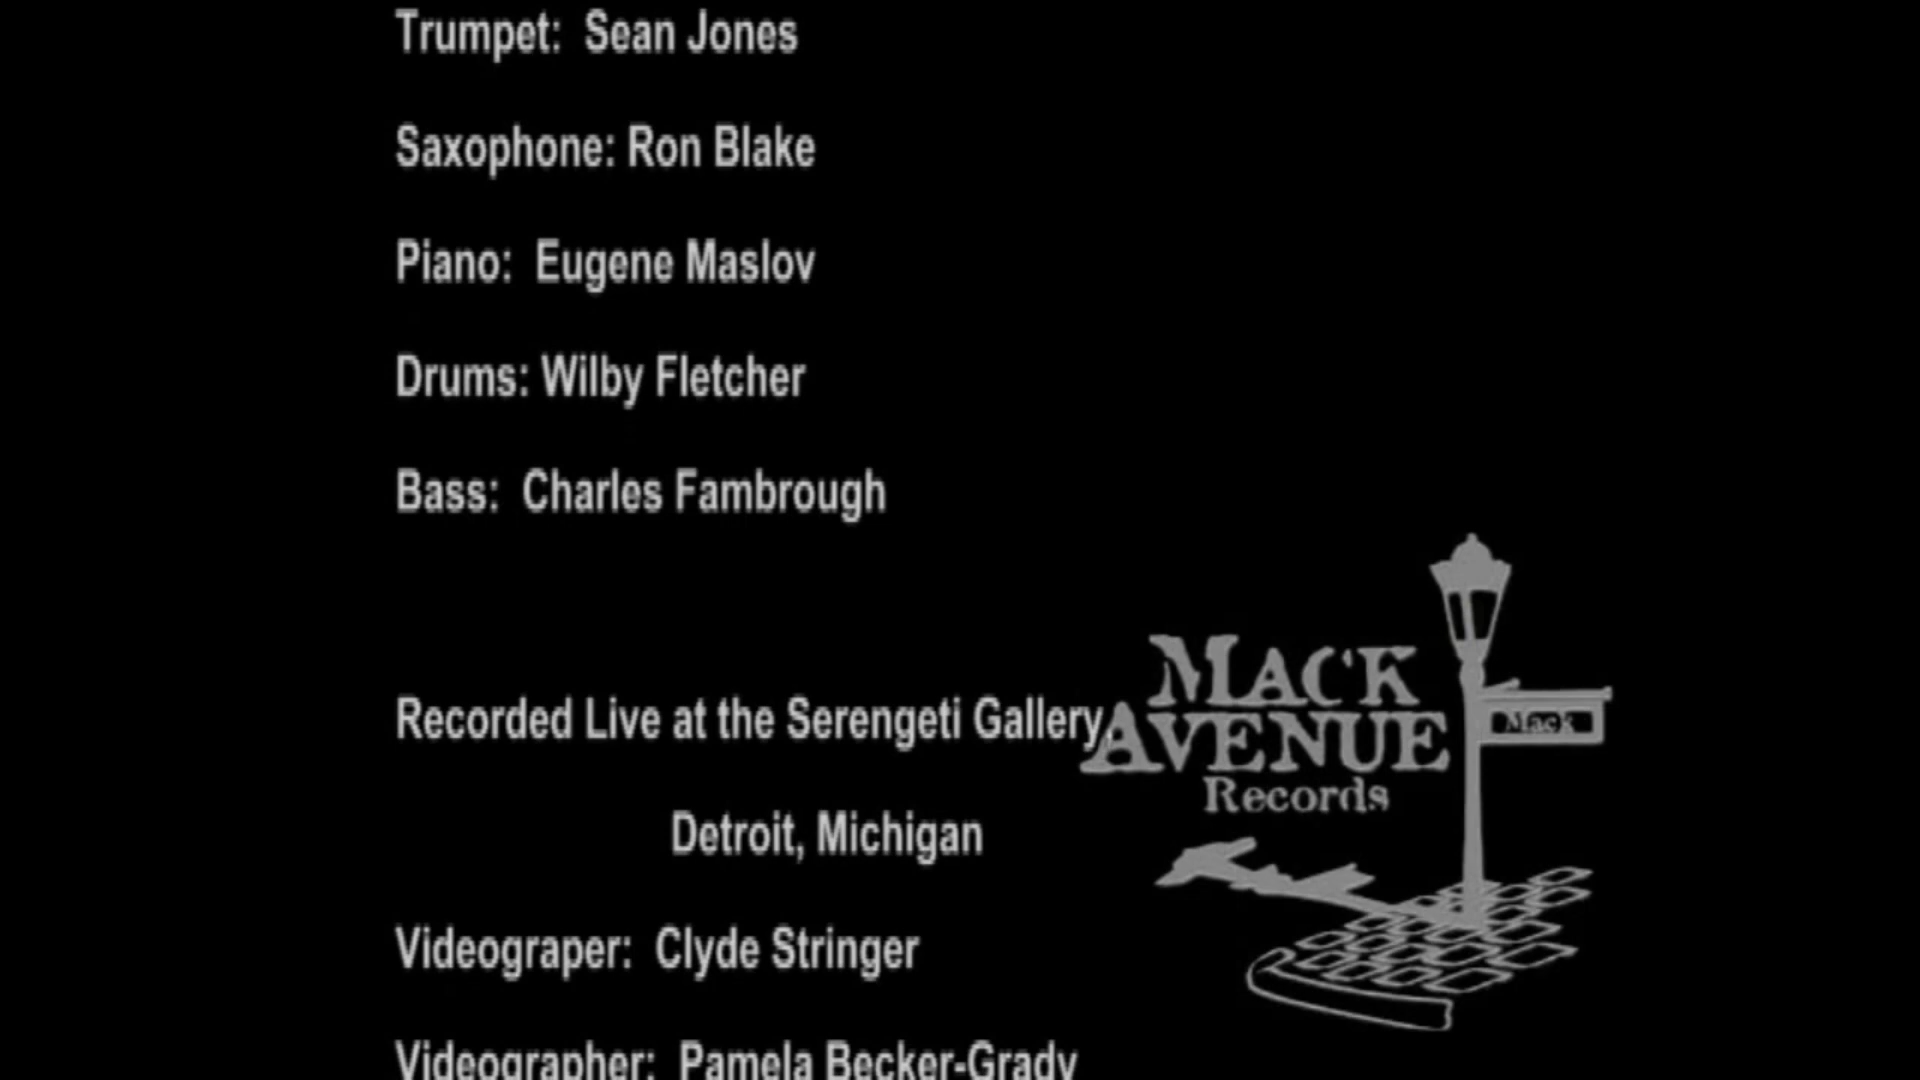 Trumpet:  Sean Jones
Saxophone: Ron Blake
Piano:  Eugene Maslov
Drums: Wilby Fletcher
Bass:  Charles Fambrough
Recorded Live at the Serengeti Gallery,
Detroit, Michigan
Videograper:  Clyde Stringer
Videographer:  Pamela Becker-Grady
MACK
AVENUE
Records
Mack